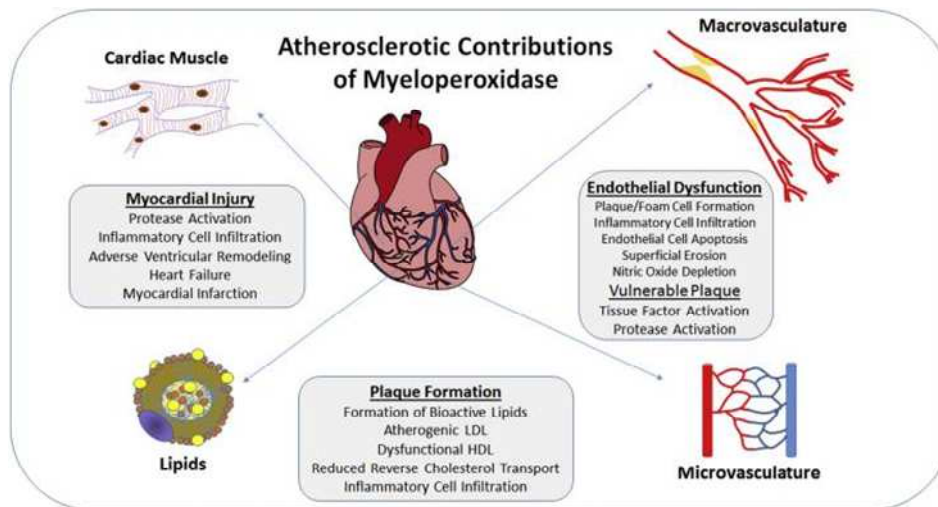 Atherosclerotic Contributions
of Myeloperoxidase
Cardiac Muscle
Macrovasculature
Myocardial Injury
Protease Activation
Inflammatory Cell Infiltration
Adverse Ventricular Remodeling
Heart Failure
Myocardial Infarction
Endothelial Dysfunction
Plaque/Foam Cell Formation
Inflammatory Cell Infiltration
Endothelial Cell Apoptosis
Superficial Erosion
Nitric Oxide Depletion
Vulnerable Plaque
Tissue Factor Activation
Protease Activation
Lipids
Plaque Formation
Formation of Bioactive Lipids
Atherogenic LDL
Dysfunctional HDL
Reduced Reverse Cholesterol Transport
Inflammatory Cell Infiltration
Microvasculature